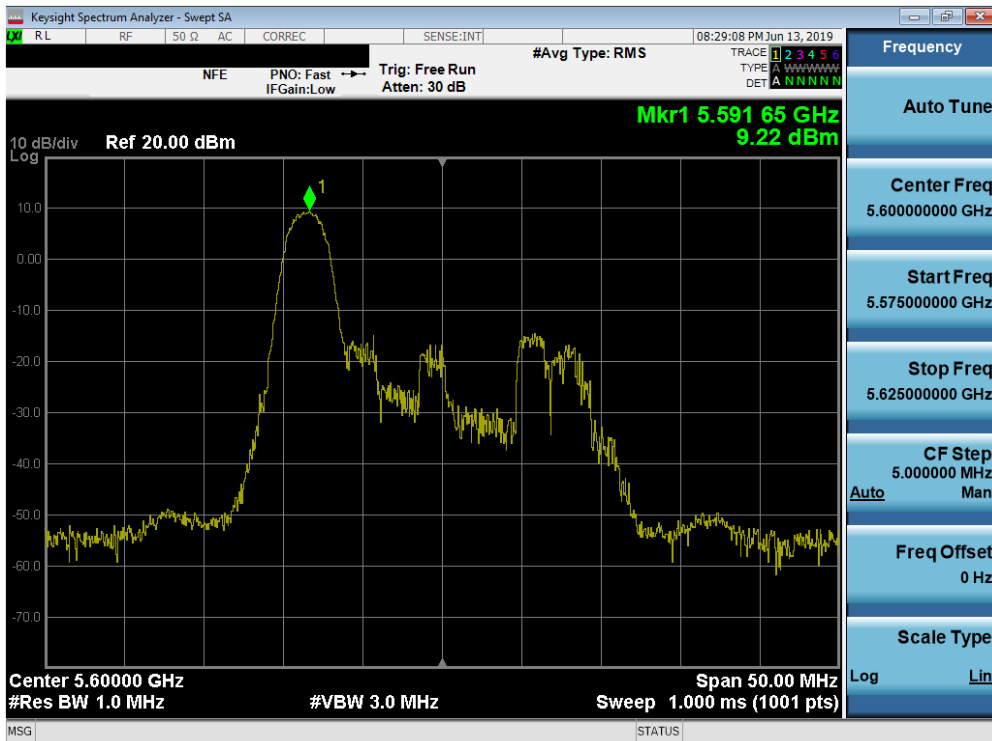 Keysight Spectrum Analyzer - Swept SA
LXI RL RF 50 Ω AC CORREC SENSE:INT 08:29:08 PM Jun 13, 2019
#Avg Type: RMS TRACE 1 2 3 4 5 6
NFE PNO: Fast Trig: Free Run TYPE A WWWWW
IFGain:Low Atten: 30 dB DET A N N N N N
Mkr1 5.591 65 GHz
9.22 dBm
10 dB/div Ref 20.00 dBm
Log
1
10.0
0.00
-10.0
-20.0
-30.0
-40.0
-50.0
-60.0
-70.0
Center 5.60000 GHz Span 50.00 MHz
#Res BW 1.0 MHz #VBW 3.0 MHz Sweep 1.000 ms (1001 pts)
MSG STATUS
Frequency
Auto Tune
Center Freq
5.600000000 GHz
Start Freq
5.575000000 GHz
Stop Freq
5.625000000 GHz
CF Step
5.000000 MHz
Auto Man
Freq Offset
0 Hz
Scale Type
Log Lin